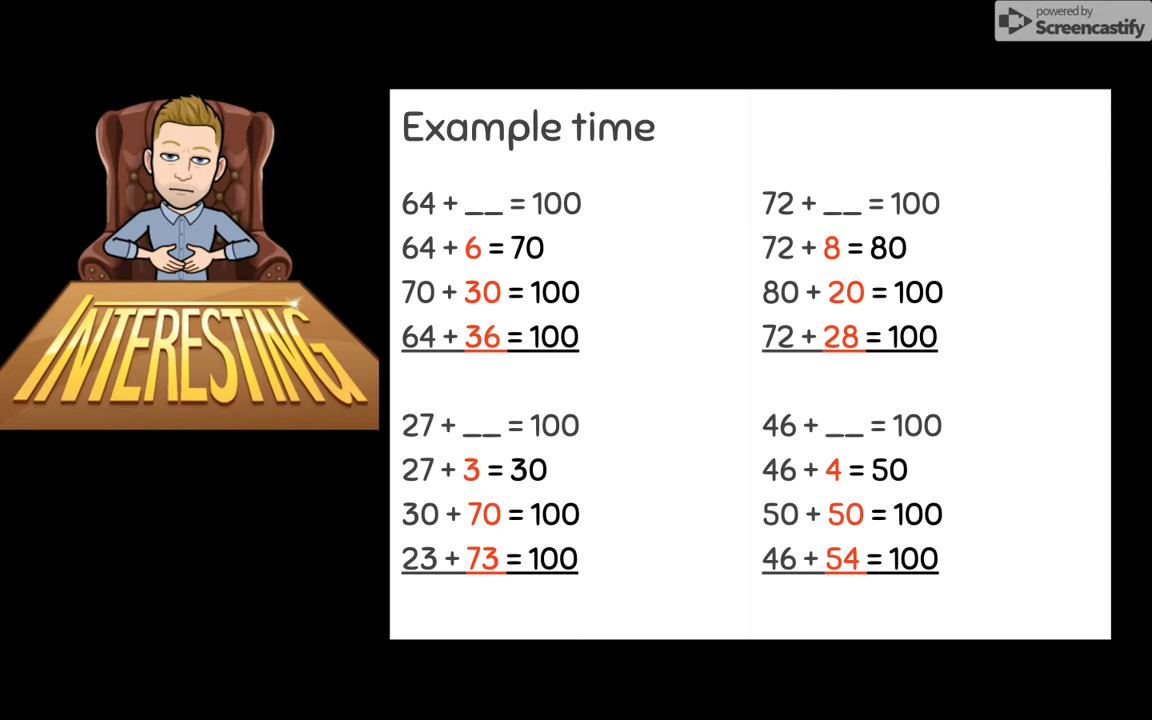 powered by
Screencastify
Example time
64 + __ = 100
64 + 6 = 70
70 + 30 = 100
64 + 36 = 100
72 + __ = 100
72 + 8 = 80
80 + 20 = 100
72 + 28 = 100
27 + __ = 100
27 + 3 = 30
30 + 70 = 100
23 + 73 = 100
46 + __ = 100
46 + 4 = 50
50 + 50 = 100
46 + 54 = 100
INTERESTING